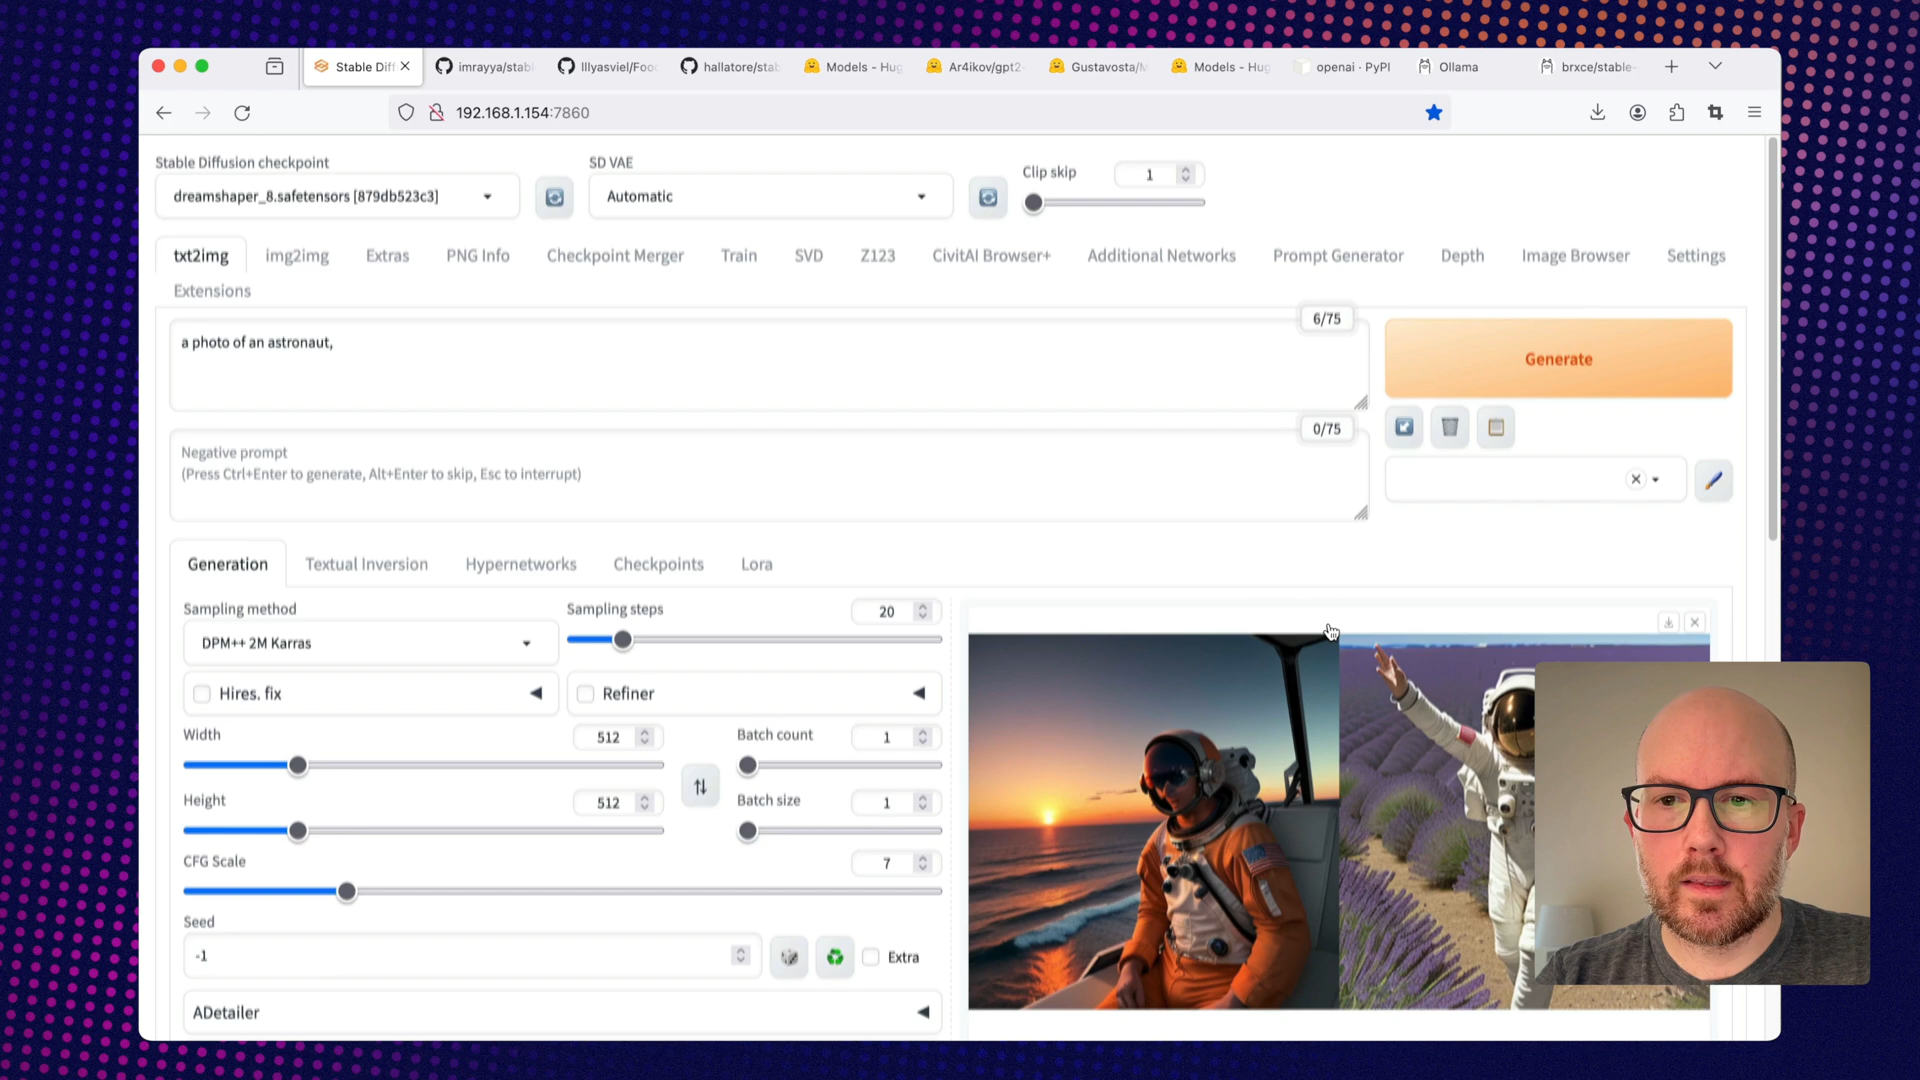 Stable Diff
imrayya/stabl
lllyasviel/Fooo
hallatore/stab
Models - Hug
Ar4ikov/gpt2-
Gustavosta/M
Models - Hug
openai · PyPI
Ollama
brxce/stable-
192.168.1.154:7860
Stable Diffusion checkpoint
SD VAE
Clip skip
1
dreamshaper_8.safetensors [879db523c3]
Automatic
txt2img
img2img
Extras
PNG Info
Checkpoint Merger
Train
SVD
Z123
CivitAI Browser+
Additional Networks
Prompt Generator
Depth
Image Browser
Settings
Extensions
6/75
a photo of an astronaut,
Generate
0/75
Negative prompt
(Press Ctrl+Enter to generate, Alt+Enter to skip, Esc to interrupt)
Generation
Textual Inversion
Hypernetworks
Checkpoints
Lora
Sampling method
Sampling steps
20
DPM++ 2M Karras
Hires. fix
Refiner
Width
512
Batch count
1
Height
512
Batch size
1
CFG Scale
7
Seed
-1
Extra
ADetailer